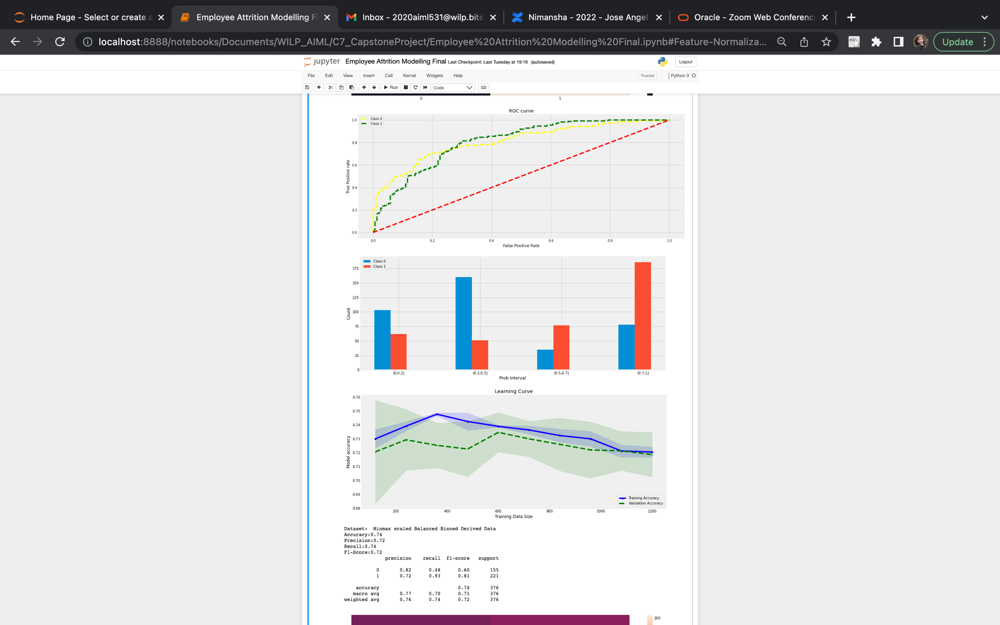 Home Page - Select or create a
Employee Attrition Modelling Fi
Inbox - 2020aiml531@wilp.bits
Nimansha - 2022 - Jose Angel
Oracle - Zoom Web Conferenci
localhost:8888/notebooks/Documents/WILP_AIML/C7_CapstoneProject/Employee%20Attrition%20Modelling%20Final.ipynb#Feature-Normaliza...
Update
jupyter Employee Attrition Modelling Final Last Checkpoint: Last Tuesday at 19:16 (autosaved)
Logout
File Edit View Insert Cell Kernel Widgets Help
Trusted Python 3
Run Code
0 1
ROC curve
Class 0
Class 1
1.0
0.8
0.6
0.4
0.2
0.0
True Positive rate
0.0 0.2 0.4 0.6 0.8 1.0
False Positive Rate
Class 0
Class 1
175
150
125
100
75
50
25
0
Count
(0,0.2] (0.2,0.5] (0.5,0.7] (0.7,1]
Prob Interval
Learning Curve
0.76
0.75
0.74
0.73
0.72
0.71
0.70
0.69
0.68
Model accuracy
Training Accuracy
Validation Accuracy
200 400 600 800 1000 1200
Training Data Size
Dataset: Minmax scaled Balanced Binned Derived Data
Accuracy:0.74
Precision:0.72
Recall:0.74
F1-Score:0.72
precision recall f1-score support
0 0.82 0.48 0.60 155
1 0.72 0.93 0.81 221
accuracy 0.74 376
macro avg 0.77 0.70 0.71 376
weighted avg 0.76 0.74 0.72 376
200